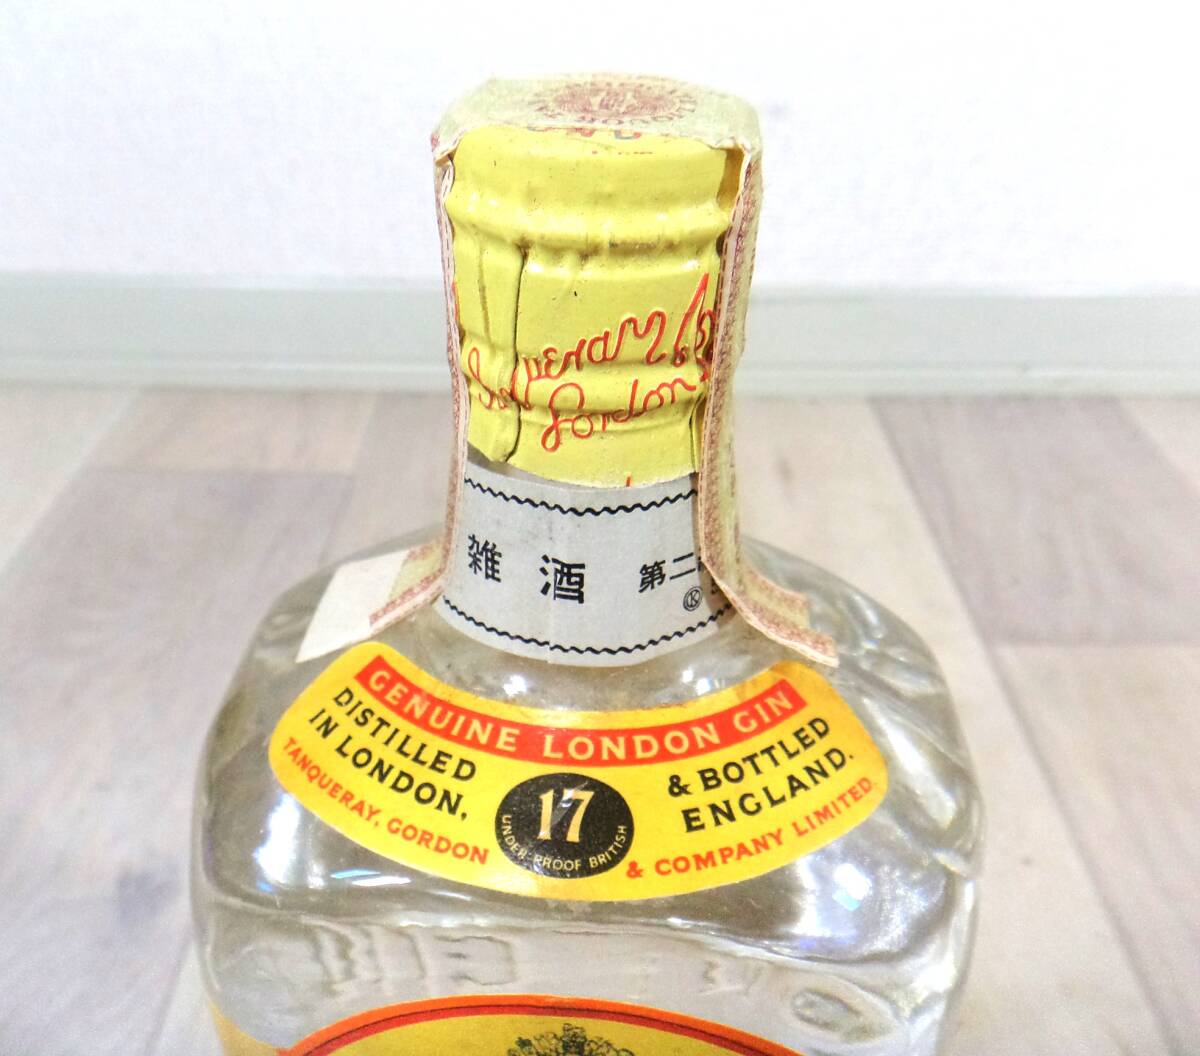 LIQUOR
Tanqueray
London
雑酒 第二
GENUINE LONDON GIN
DISTILLED
IN LONDON,
& BOTTLED
ENGLAND.
TANQUERAY, GORDON & COMPANY LIMITED.
17
UNDER-PROOF BRITISH